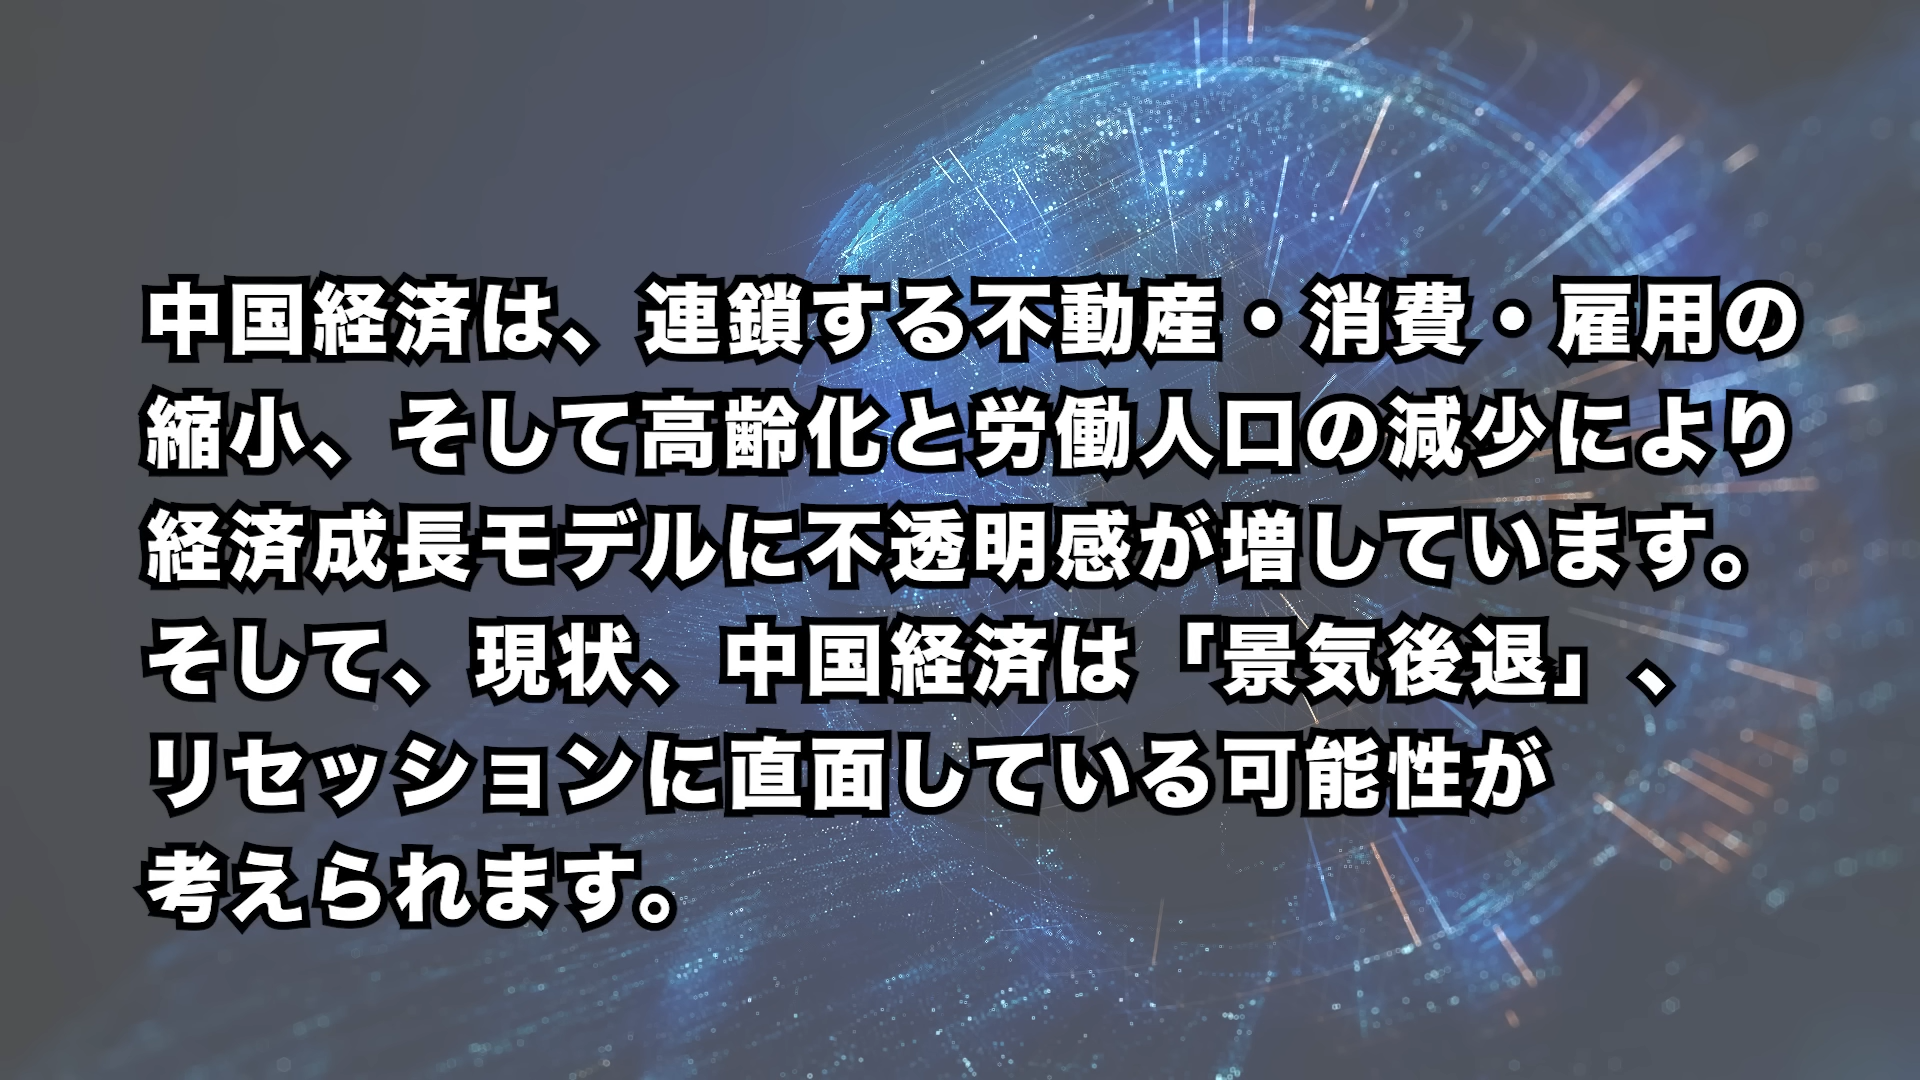 中国経済は、連鎖する不動産・消費・雇用の
縮小、そして高齢化と労働人口の減少により
経済成長モデルに不透明感が増しています。
そして、現状、中国経済は「景気後退」、
リセッションに直面している可能性が
考えられます。